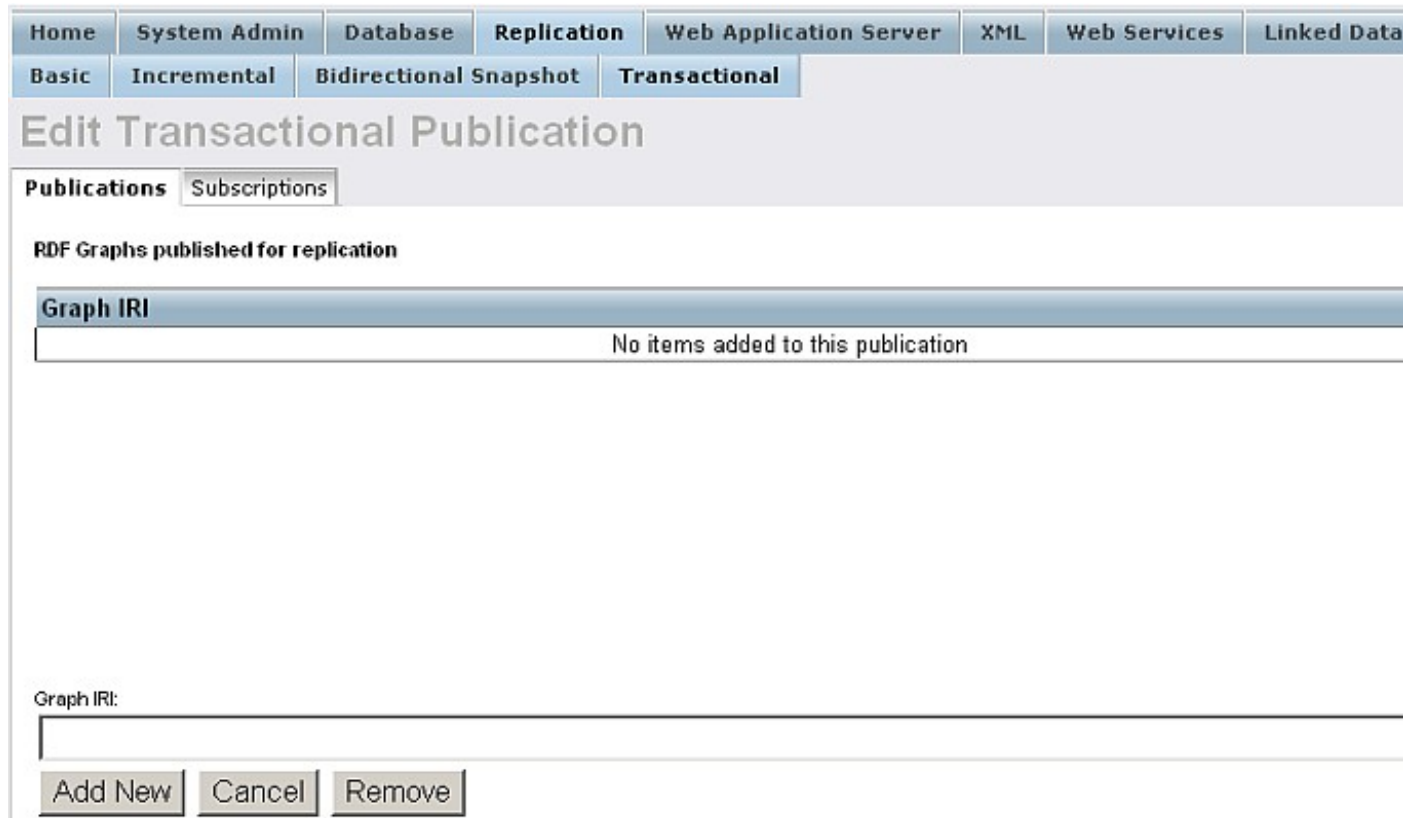 Home System Admin Database Replication Web Application Server XML Web Services Linked Data
Basic Incremental Bidirectional Snapshot Transactional
Edit Transactional Publication
Publications Subscriptions
RDF Graphs published for replication
Graph IRI
No items added to this publication
Graph IRI:
Add New Cancel Remove